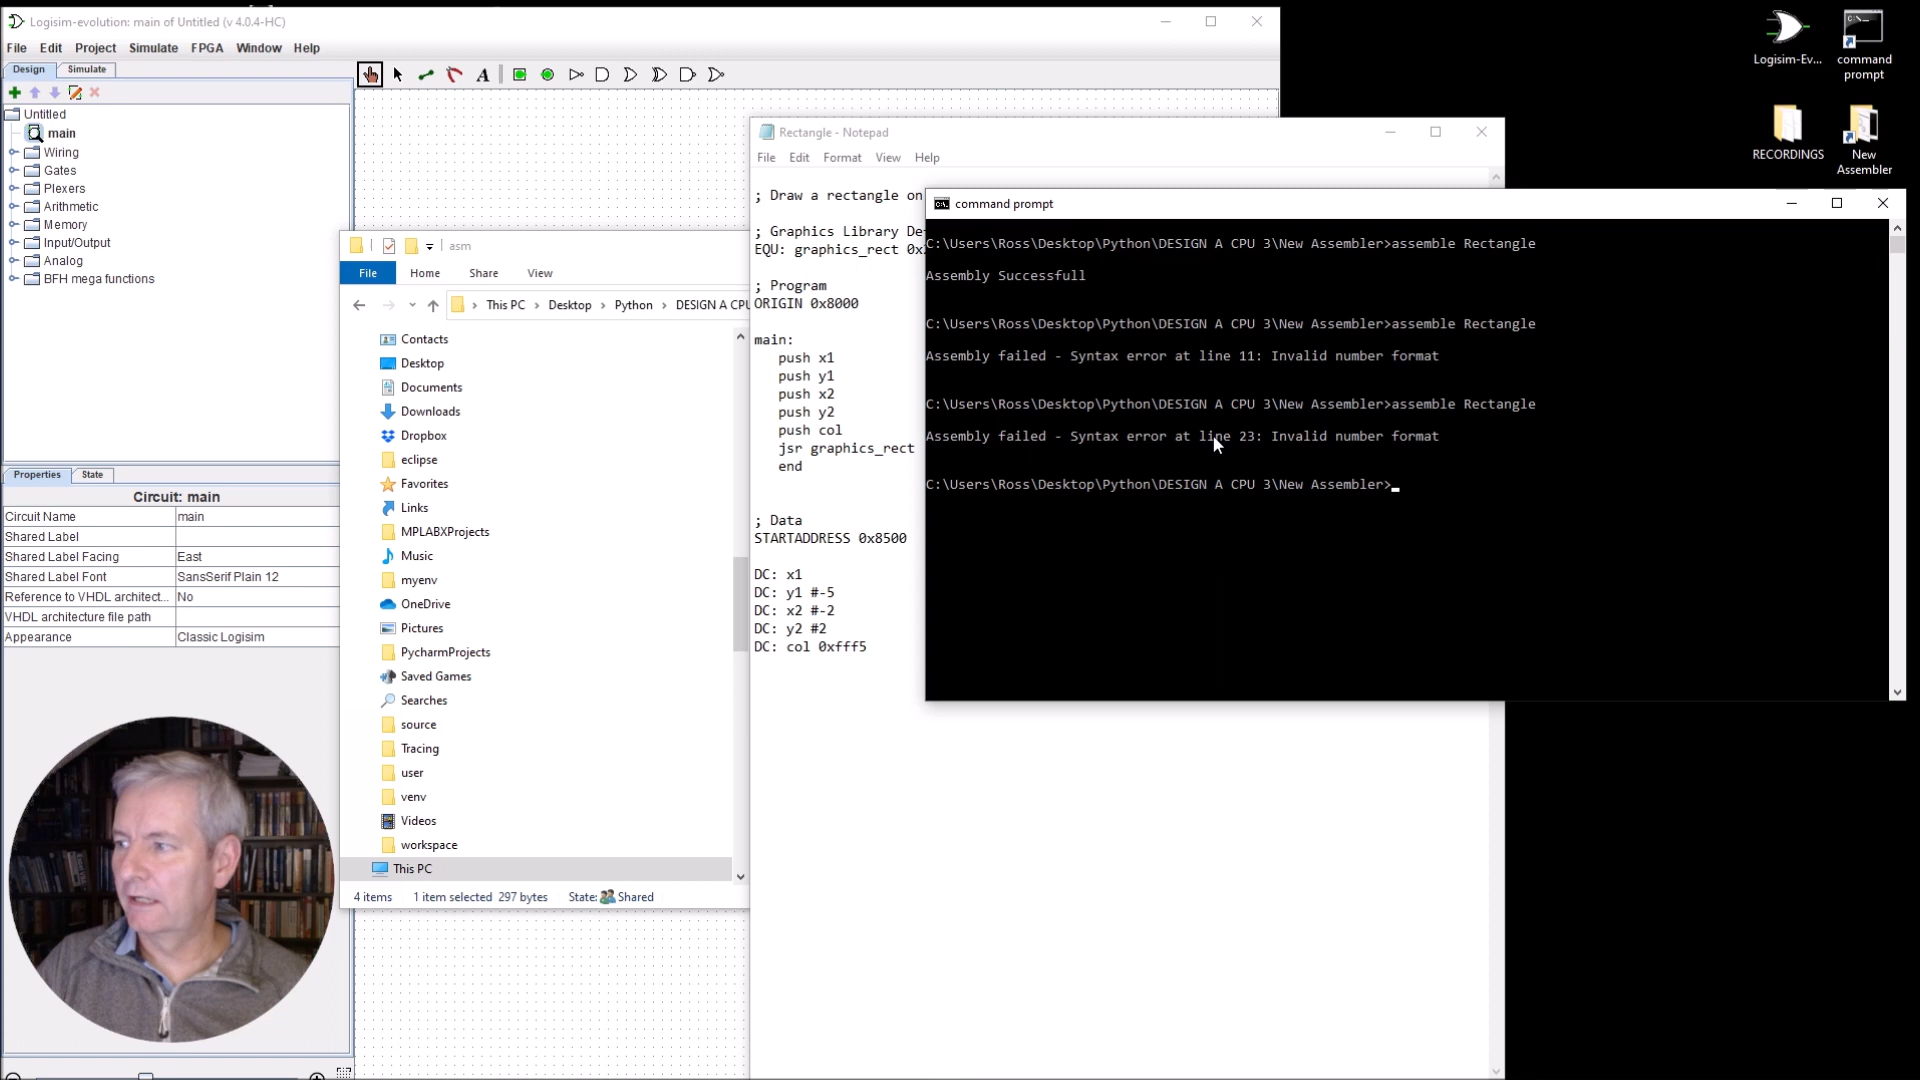 Logisim-evolution: main of Untitled (v 4.0.4-HC)
File Edit Project Simulate FPGA Window Help
Design Simulate
Untitled
main
Wiring
Gates
Plexers
Arithmetic
Memory
Input/Output
Analog
BFH mega functions
Properties State
Circuit: main
Circuit Name main
Shared Label
Shared Label Facing East
Shared Label Font SansSerif Plain 12
Reference to VHDL architect... No
VHDL architecture file path
Appearance Classic Logisim
A
asm
File Home Share View
This PC Desktop Python DESIGN A CPU
Contacts
Desktop
Documents
Downloads
Dropbox
eclipse
Favorites
Links
MPLABXProjects
Music
myenv
OneDrive
Pictures
PycharmProjects
Saved Games
Searches
source
Tracing
user
venv
Videos
workspace
This PC
4 items 1 item selected 297 bytes State: Shared
Rectangle - Notepad
File Edit Format View Help
; Draw a rectangle on
; Graphics Library De
EQU: graphics_rect 0x
; Program
ORIGIN 0x8000
main:
push x1
push y1
push x2
push y2
push col
jsr graphics_rect
end
; Data
STARTADDRESS 0x8500
DC: x1
DC: y1 #-5
DC: x2 #-2
DC: y2 #2
DC: col 0xfff5
command prompt
C:\Users\Ross\Desktop\Python\DESIGN A CPU 3\New Assembler>assemble Rectangle
Assembly Successfull
C:\Users\Ross\Desktop\Python\DESIGN A CPU 3\New Assembler>assemble Rectangle
Assembly failed - Syntax error at line 11: Invalid number format
C:\Users\Ross\Desktop\Python\DESIGN A CPU 3\New Assembler>assemble Rectangle
Assembly failed - Syntax error at line 23: Invalid number format
C:\Users\Ross\Desktop\Python\DESIGN A CPU 3\New Assembler>
Logisim-Ev...
command
prompt
RECORDINGS
New
Assembler